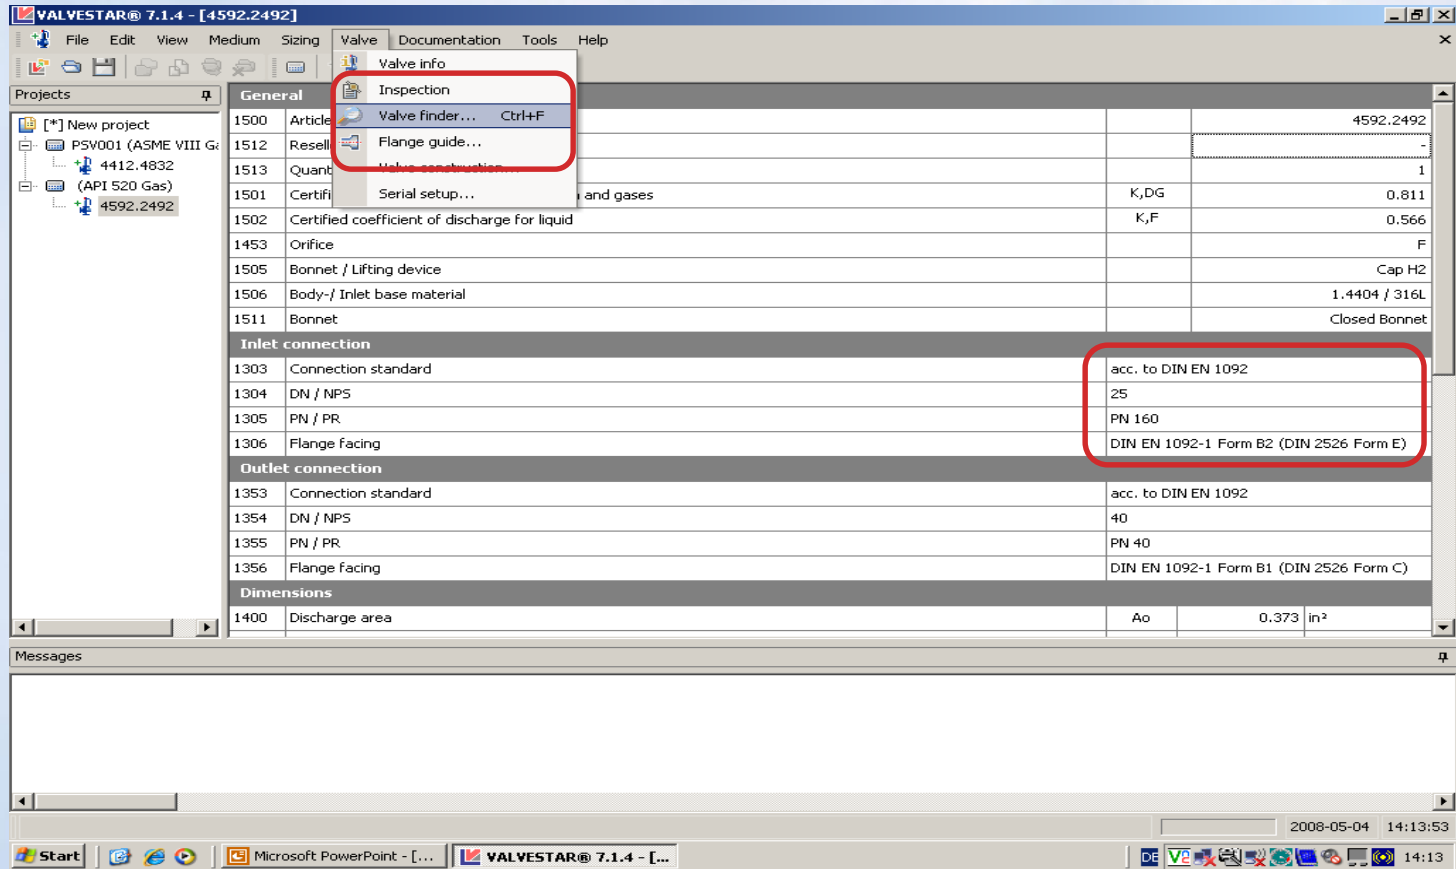 VALVESTAR® 7.1.4 - [4592.2492]
File Edit View Medium Sizing Valve Documentation Tools Help
Valve info
Inspection
Valve finder... Ctrl+F
Flange guide...
Valve construction...
Serial setup...
Projects
[*] New project
PSV001 (ASME VIII Ga
4412.4832
(API 520 Gas)
4592.2492
General
1500 Article 4592.2492
1512 Resell -
1513 Quant 1
1501 Certifi and gases K,DG 0.811
1502 Certified coefficient of discharge for liquid K,F 0.566
1453 Orifice F
1505 Bonnet / Lifting device Cap H2
1506 Body-/ Inlet base material 1.4404 / 316L
1511 Bonnet Closed Bonnet
Inlet connection
1303 Connection standard acc. to DIN EN 1092
1304 DN / NPS 25
1305 PN / PR PN 160
1306 Flange facing DIN EN 1092-1 Form B2 (DIN 2526 Form E)
Outlet connection
1353 Connection standard acc. to DIN EN 1092
1354 DN / NPS 40
1355 PN / PR PN 40
1356 Flange facing DIN EN 1092-1 Form B1 (DIN 2526 Form C)
Dimensions
1400 Discharge area Ao 0.373 in²
Messages
2008-05-04 14:13:53
Start Microsoft PowerPoint - [... VALVESTAR® 7.1.4 - [... DE V2 14:13